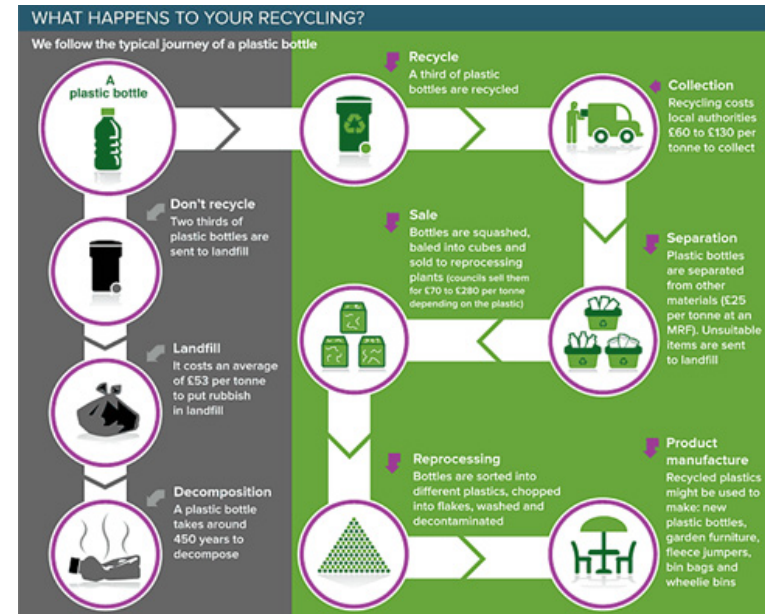 WHAT HAPPENS TO YOUR RECYCLING?
We follow the typical journey of a plastic bottle
A
plastic bottle
Recycle
A third of plastic
bottles are recycled
Collection
Recycling costs
local authorities
£60 to £130 per
tonne to collect
Don't recycle
Two thirds of
plastic bottles are
sent to landfill
Sale
Bottles are squashed,
baled into cubes and
sold to reprocessing
plants (councils sell them
for £70 to £280 per tonne
depending on the plastic)
Separation
Plastic bottles
are separated
from other
materials (£25
per tonne at an
MRF). Unsuitable
items are sent
to landfill
Landfill
It costs an average
of £53 per tonne
to put rubbish
in landfill
Reprocessing
Bottles are sorted into
different plastics, chopped
into flakes, washed and
decontaminated
Product
manufacture
Recycled plastics
might be used to
make: new
plastic bottles,
garden furniture,
fleece jumpers,
bin bags and
wheelie bins
Decomposition
A plastic bottle
takes around
450 years to
decompose